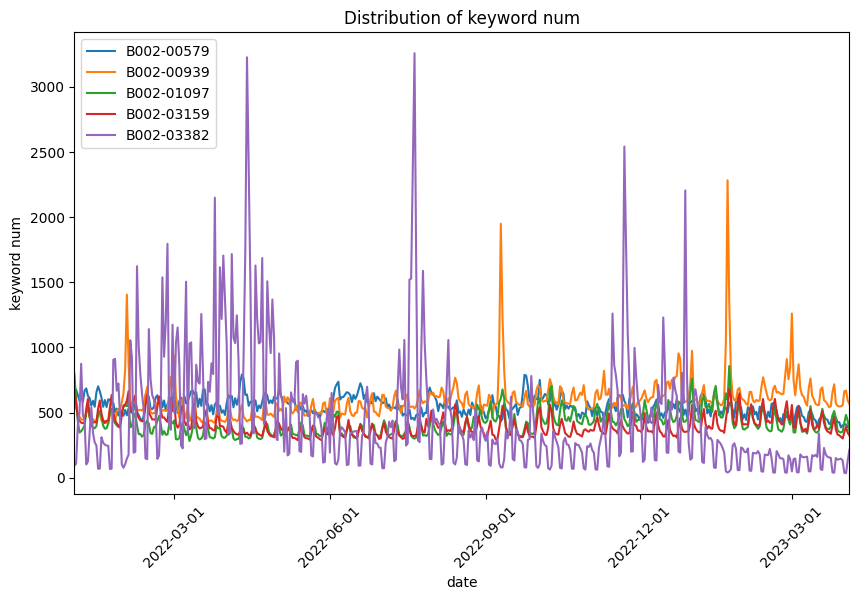 Distribution of keyword num
B002-00579
B002-00939
B002-01097
B002-03159
B002-03382
keyword num
3000
2500
2000
1500
1000
500
0
2022-03-01
2022-06-01
2022-09-01
2022-12-01
2023-03-01
date